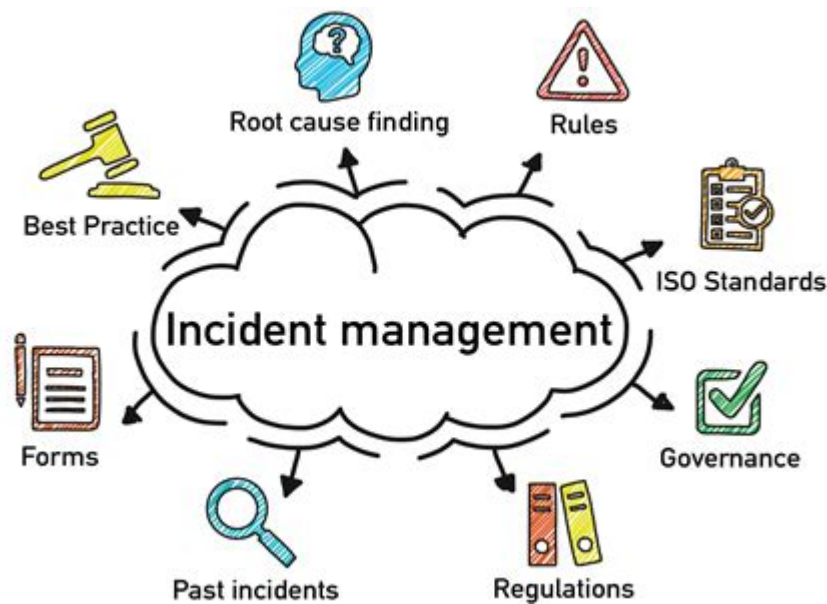 Root cause finding
Rules
Best Practice
ISO Standards
Incident management
Forms
Governance
Past incidents
Regulations